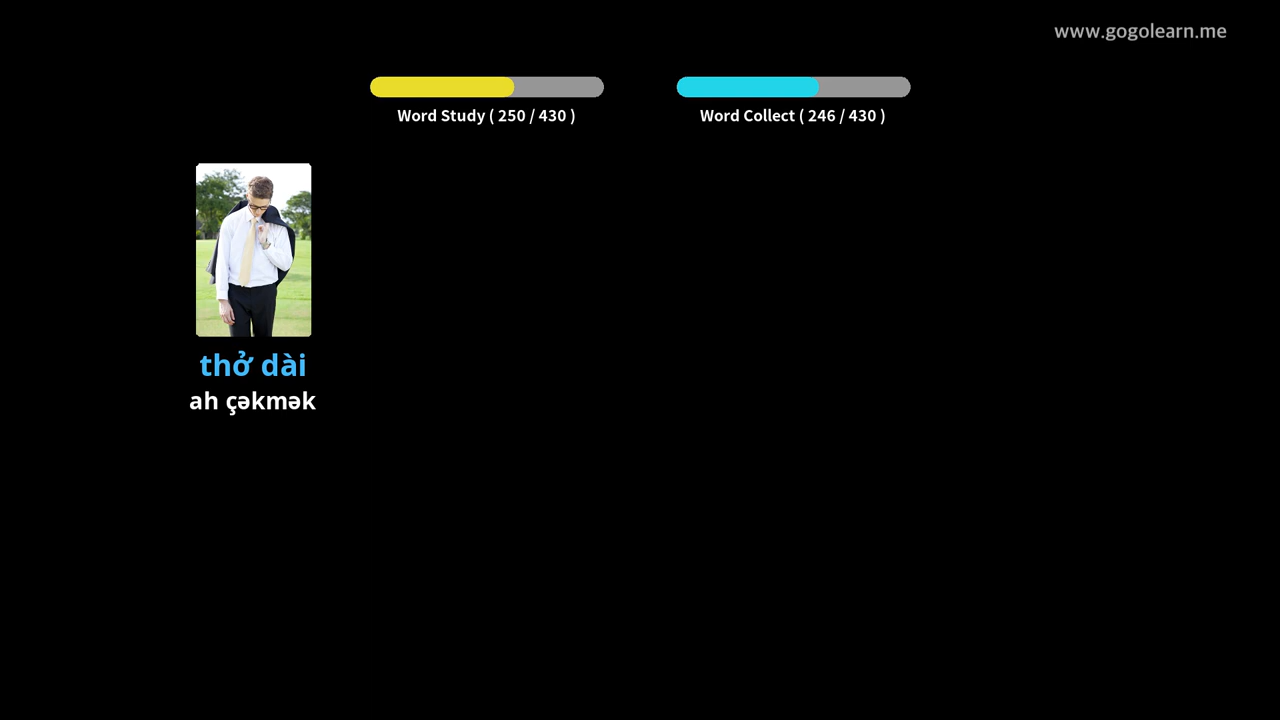 www.gogolearn.me
Word Study ( 250 / 430 )
Word Collect ( 246 / 430 )
thở dài
ah çəkmək